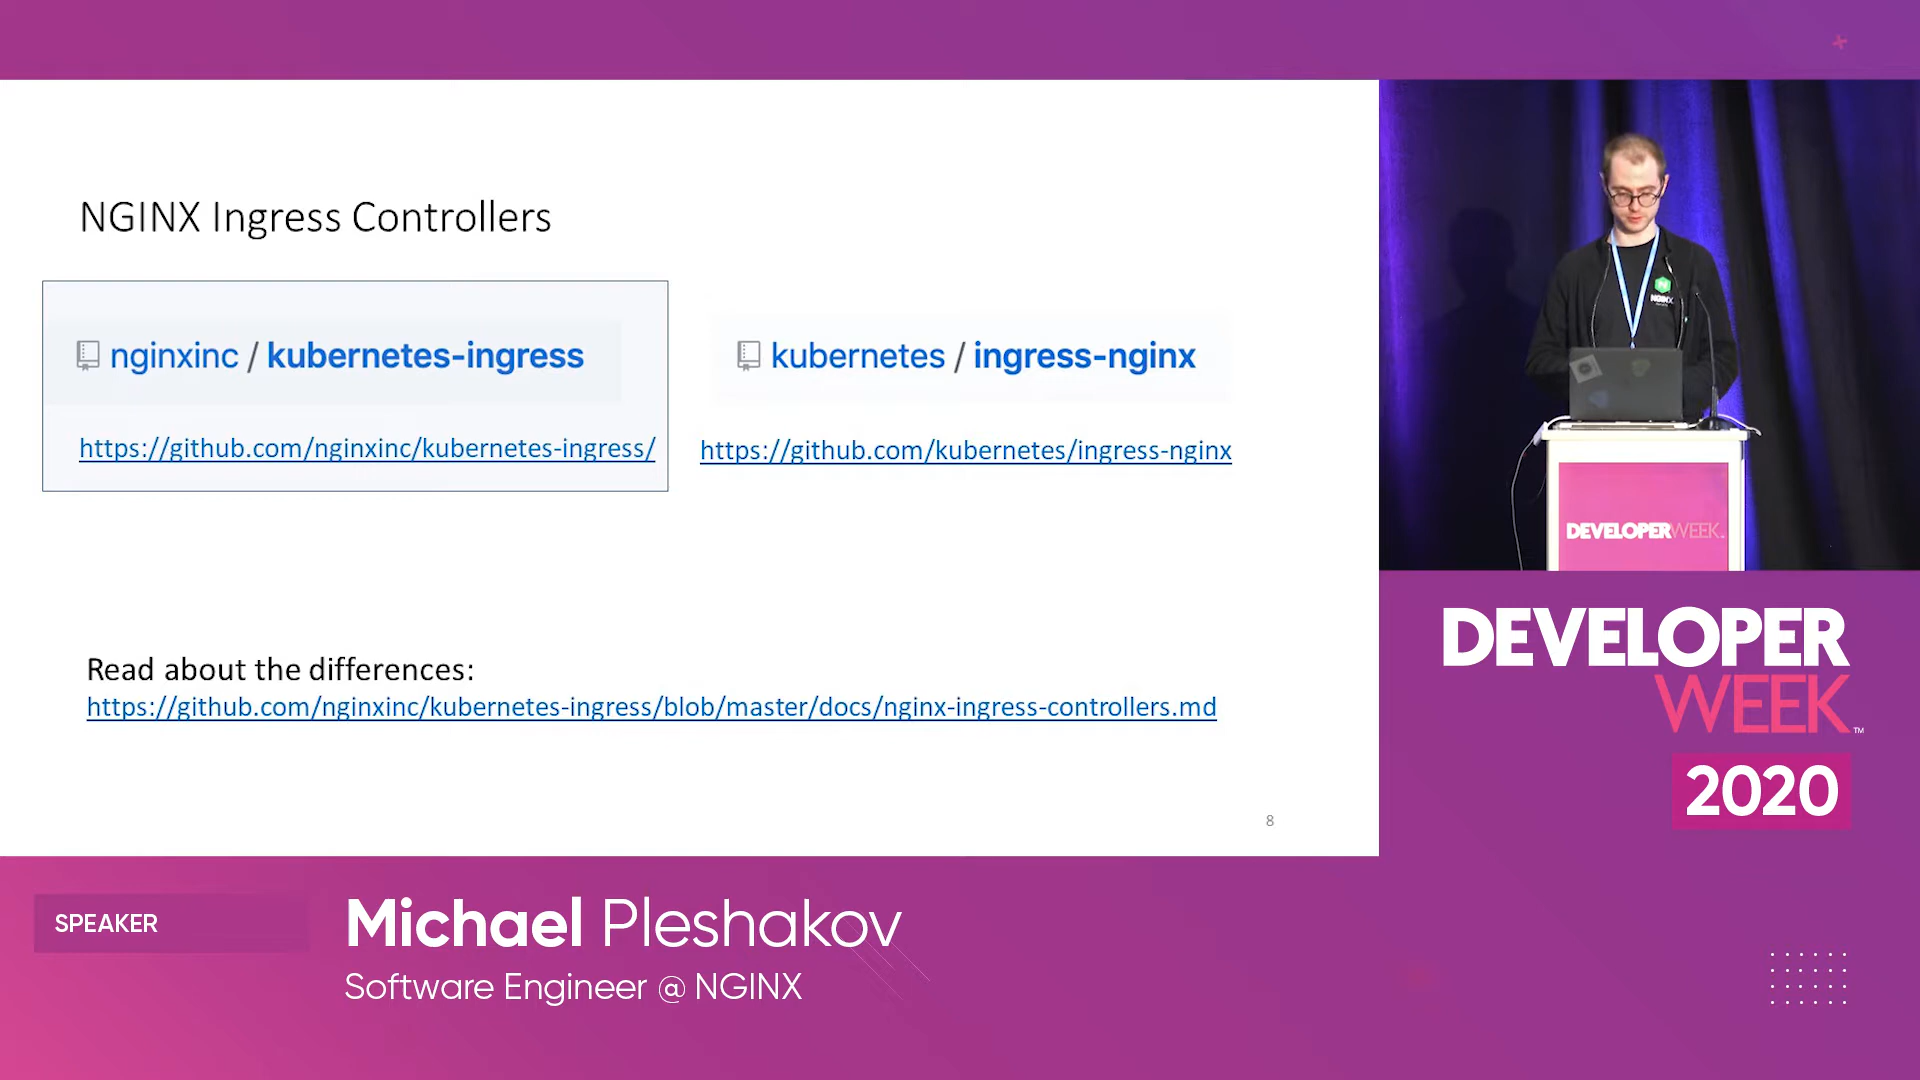 NGINX Ingress Controllers
nginxinc / kubernetes-ingress
kubernetes / ingress-nginx
https://github.com/nginxinc/kubernetes-ingress/
https://github.com/kubernetes/ingress-nginx
Read about the differences:
https://github.com/nginxinc/kubernetes-ingress/blob/master/docs/nginx-ingress-controllers.md
8
NGINX
DEVELOPERWEEK
DEVELOPER
WEEK™
2020
SPEAKER
Michael Pleshakov
Software Engineer @ NGINX